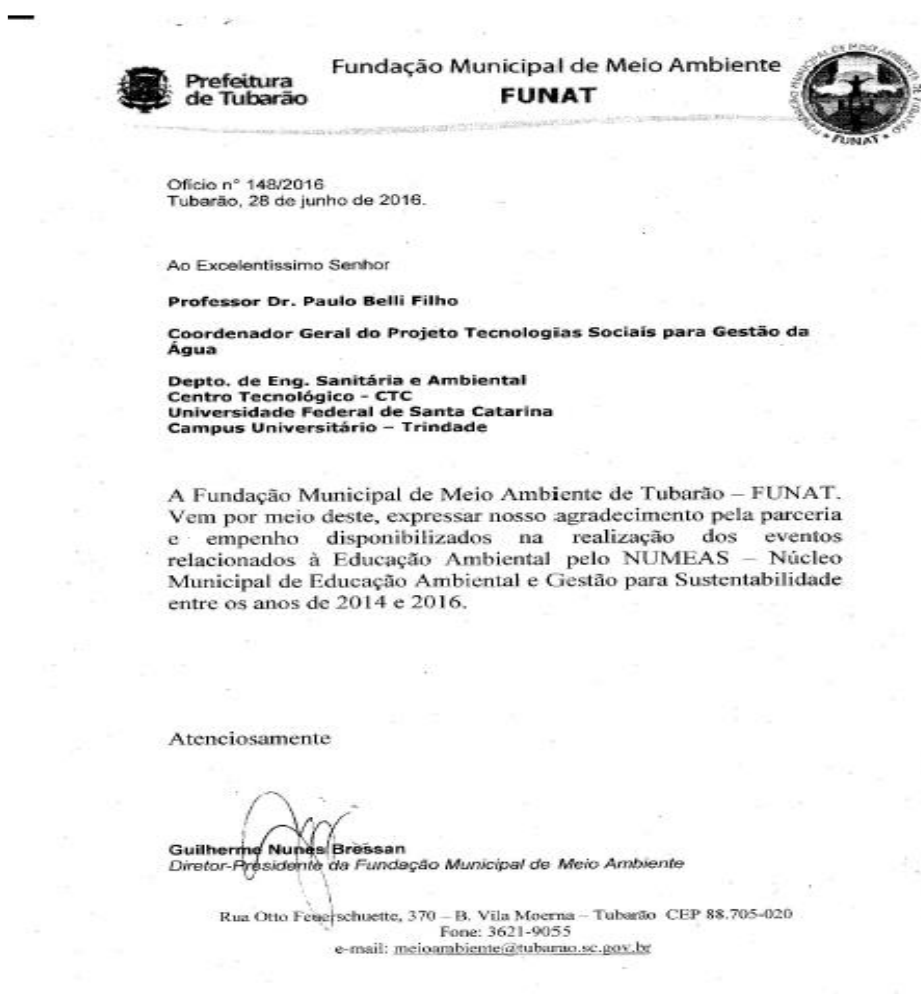 Prefeitura
de Tubarão
Fundação Municipal de Meio Ambiente
FUNAT
FUNAT
Ofício n° 148/2016
Tubarão, 28 de junho de 2016.
Ao Excelentissimo Senhor
Professor Dr. Paulo Belli Filho
Coordenador Geral do Projeto Tecnologias Sociais para Gestão da
Água
Depto. de Eng. Sanitária e Ambiental
Centro Tecnológico - CTC
Universidade Federal de Santa Catarina
Campus Universitário – Trindade
A Fundação Municipal de Meio Ambiente de Tubarão – FUNAT.
Vem por meio deste, expressar nosso agradecimento pela parceria
e empenho disponibilizados na realização dos eventos
relacionados à Educação Ambiental pelo NUMEAS – Núcleo
Municipal de Educação Ambiental e Gestão para Sustentabilidade
entre os anos de 2014 e 2016.
Atenciosamente
Guilherme Nunes Bressan
Diretor-Presidente da Fundação Municipal de Meio Ambiente
Rua Otto Feuerschuette, 370 – B. Vila Moerna – Tubarão CEP 88.705-020
Fone: 3621-9055
e-mail: meioambiente@tubarao.sc.gov.br